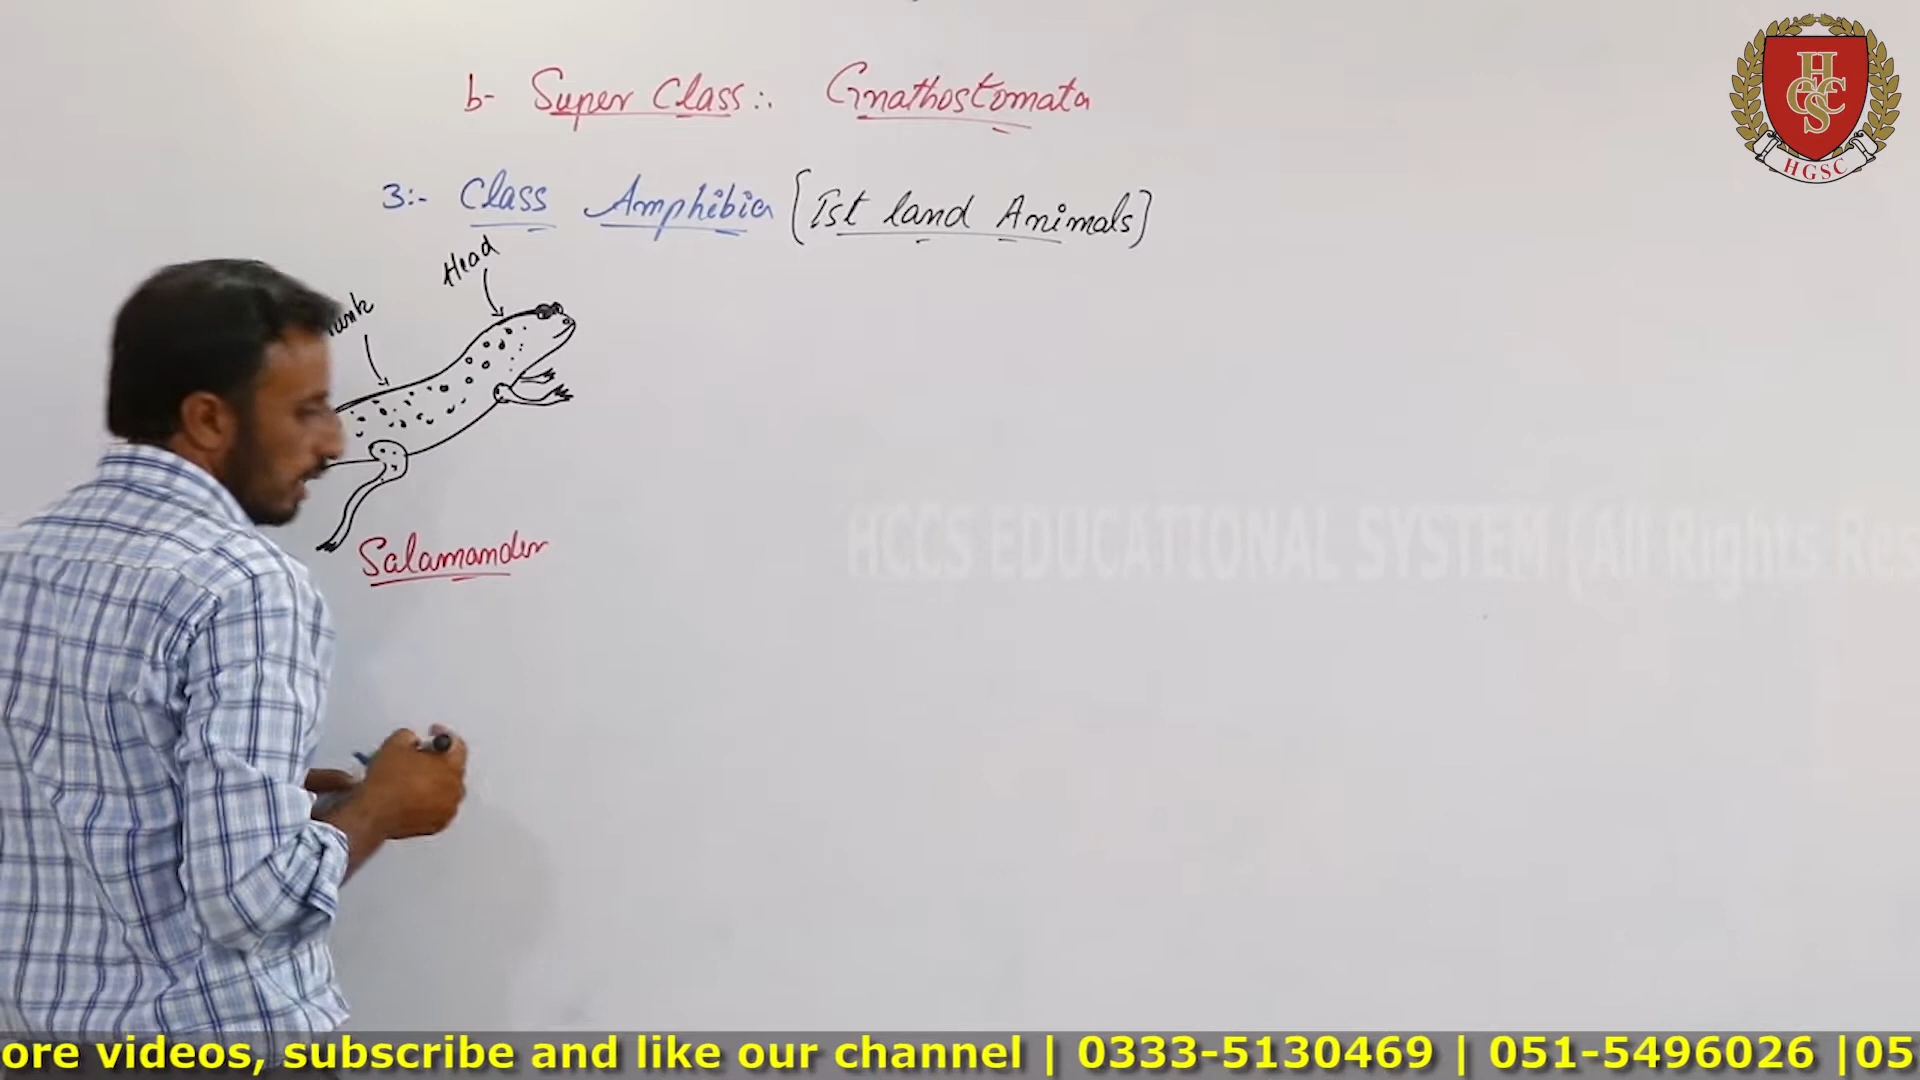 b- Super Class:. Gnathostomata
3:- Class Amphibia [Ist land Animals]
Head
Salamander
HCCS EDUCATIONAL SYSTEM (All Rights Res
HGSC
ore videos, subscribe and like our channel | 0333-5130469 | 051-5496026 |05